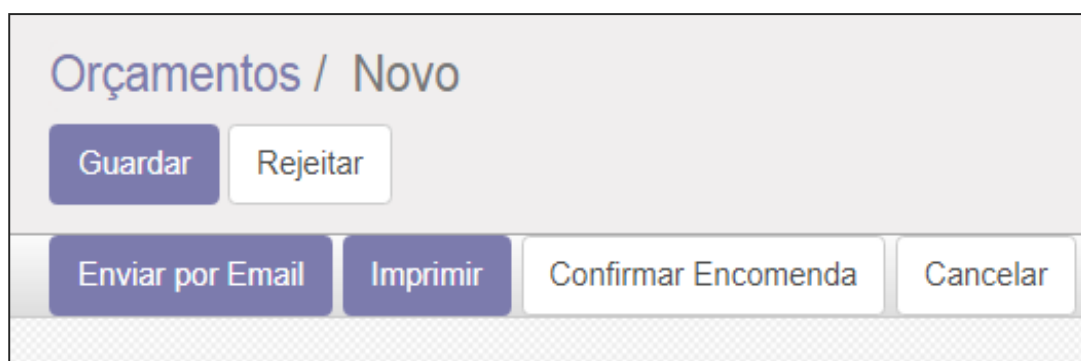 Orçamentos / Novo
Guardar Rejeitar
Enviar por Email Imprimir Confirmar Encomenda Cancelar